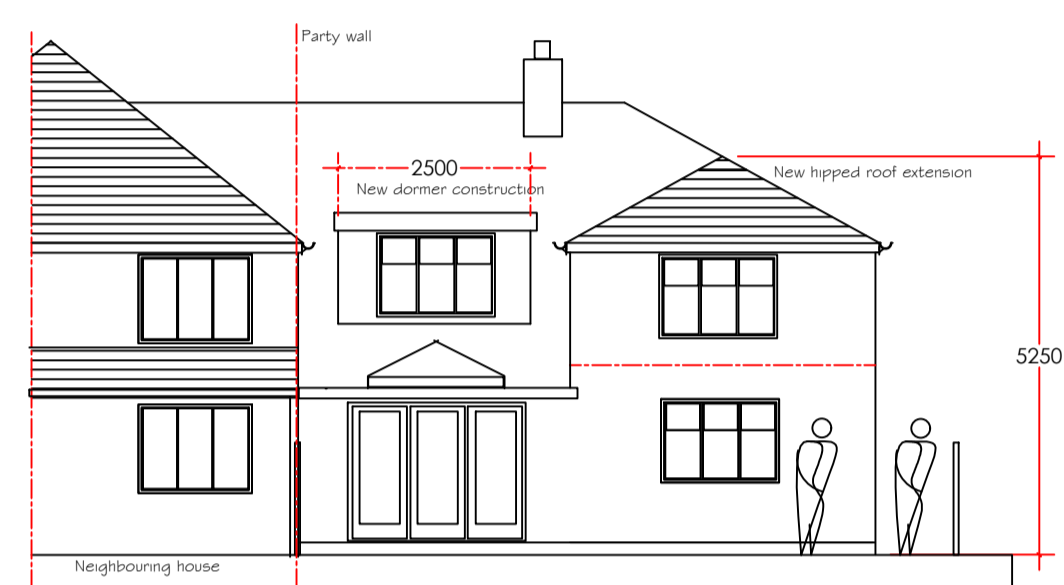 Party wall
2500
New dormer construction
New hipped roof extension
5250
Neighbouring house